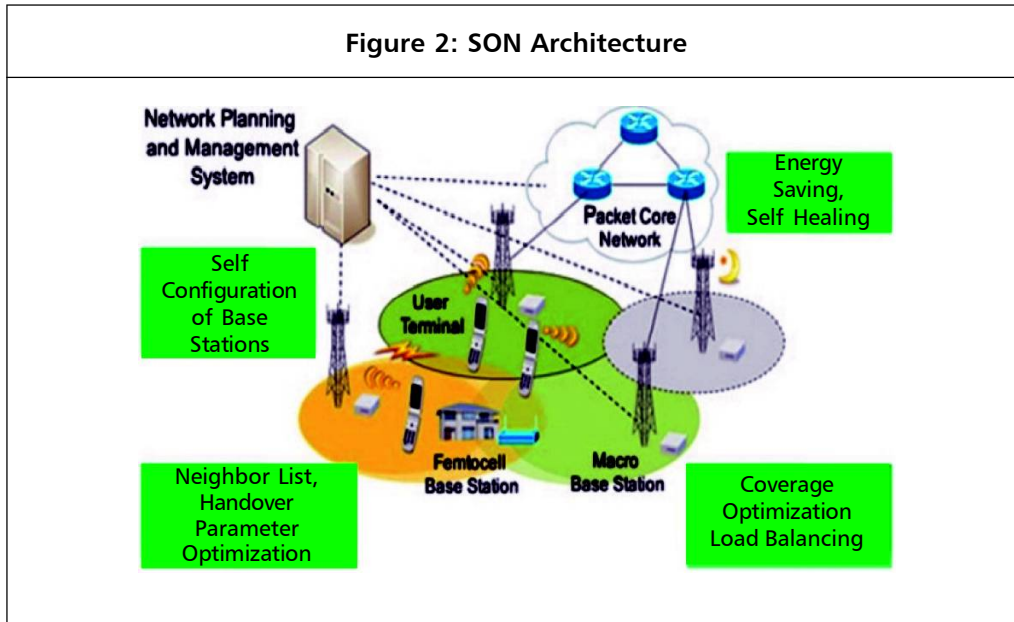 Figure 2: SON Architecture
Network Planning
and Management
System
Packet Core
Network
Energy
Saving,
Self Healing
Self
Configuration
of Base
Stations
User
Terminal
Femtocell
Base Station
Macro
Base Station
Neighbor List,
Handover
Parameter
Optimization
Coverage
Optimization
Load Balancing